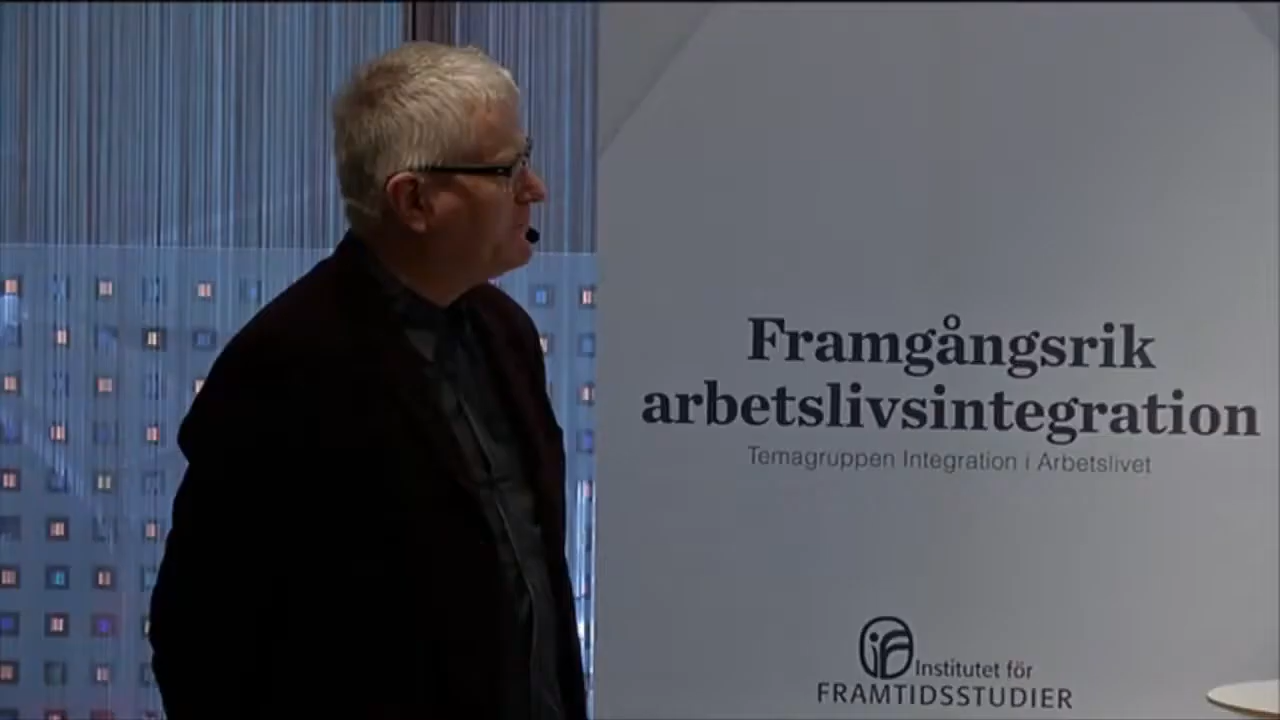 Framgångsrik
arbetslivsintegration
Temagruppen Integration i Arbetslivet
Institutet för
FRAMTIDSSTUDIER